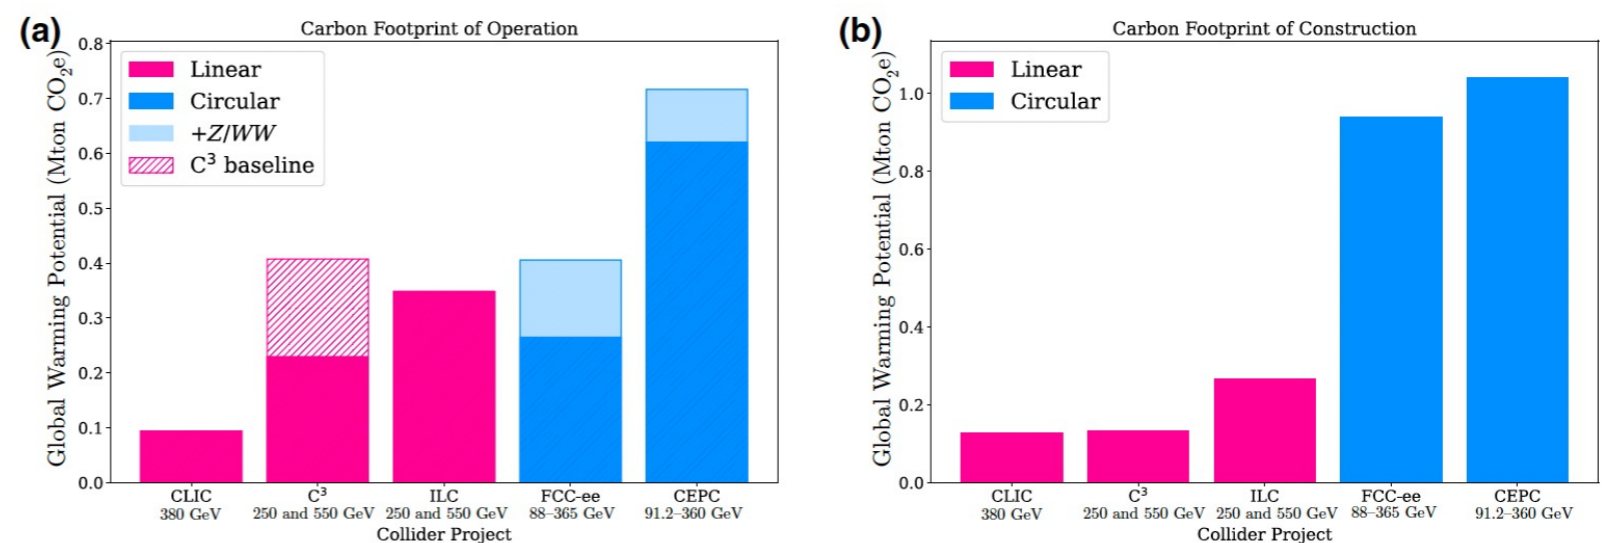 (a)
Carbon Footprint of Operation
Global Warming Potential (Mton CO₂e)
0.8
0.7
0.6
0.5
0.4
0.3
0.2
0.1
0.0
Linear
Circular
+Z/WW
C³ baseline
CLIC
380 GeV
C³
250 and 550 GeV
ILC
250 and 550 GeV
FCC-ee
88–365 GeV
CEPC
91.2–360 GeV
Collider Project
(b)
Carbon Footprint of Construction
Global Warming Potential (Mton CO₂e)
1.0
0.8
0.6
0.4
0.2
0.0
Linear
Circular
CLIC
380 GeV
C³
250 and 550 GeV
ILC
250 and 550 GeV
FCC-ee
88–365 GeV
CEPC
91.2–360 GeV
Collider Project